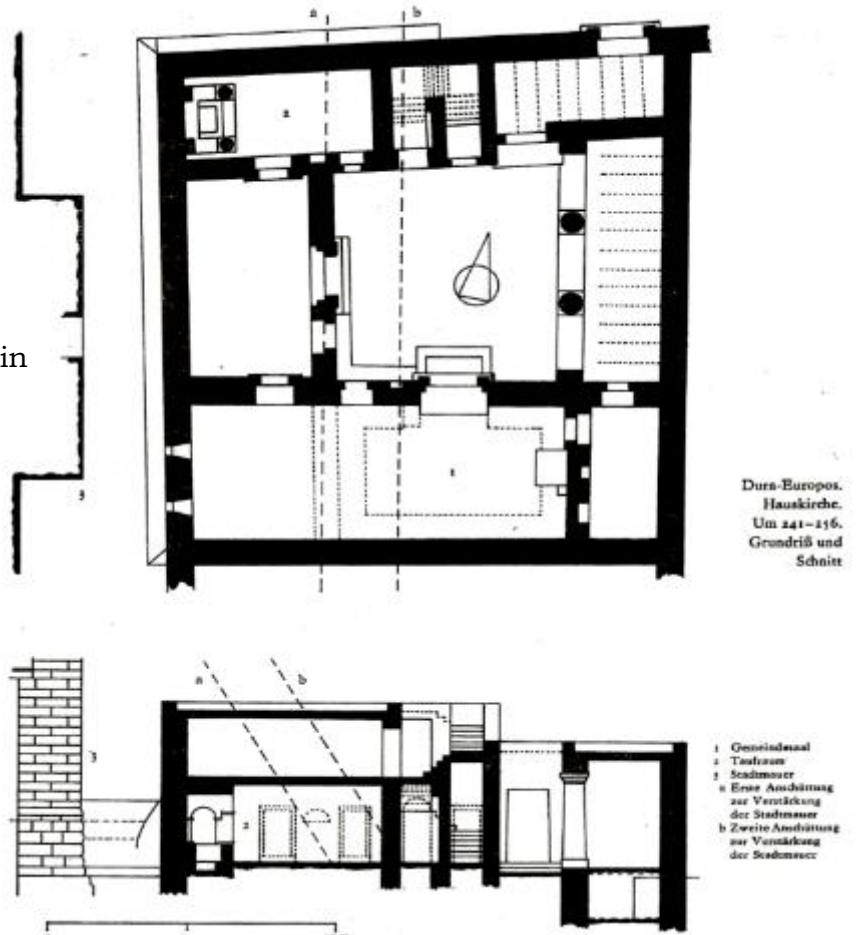 a
b
2
in
1
3
Dura-Europos.
Hauskirche.
Um 241–256.
Grundriß und
Schnitt
a
b
3
2
1 Gemeindesaal
2 Taufraum
3 Stadtmauer
a Erste Anschüttung
zur Verstärkung
der Stadtmauer
b Zweite Anschüttung
zur Verstärkung
der Stadtmauer